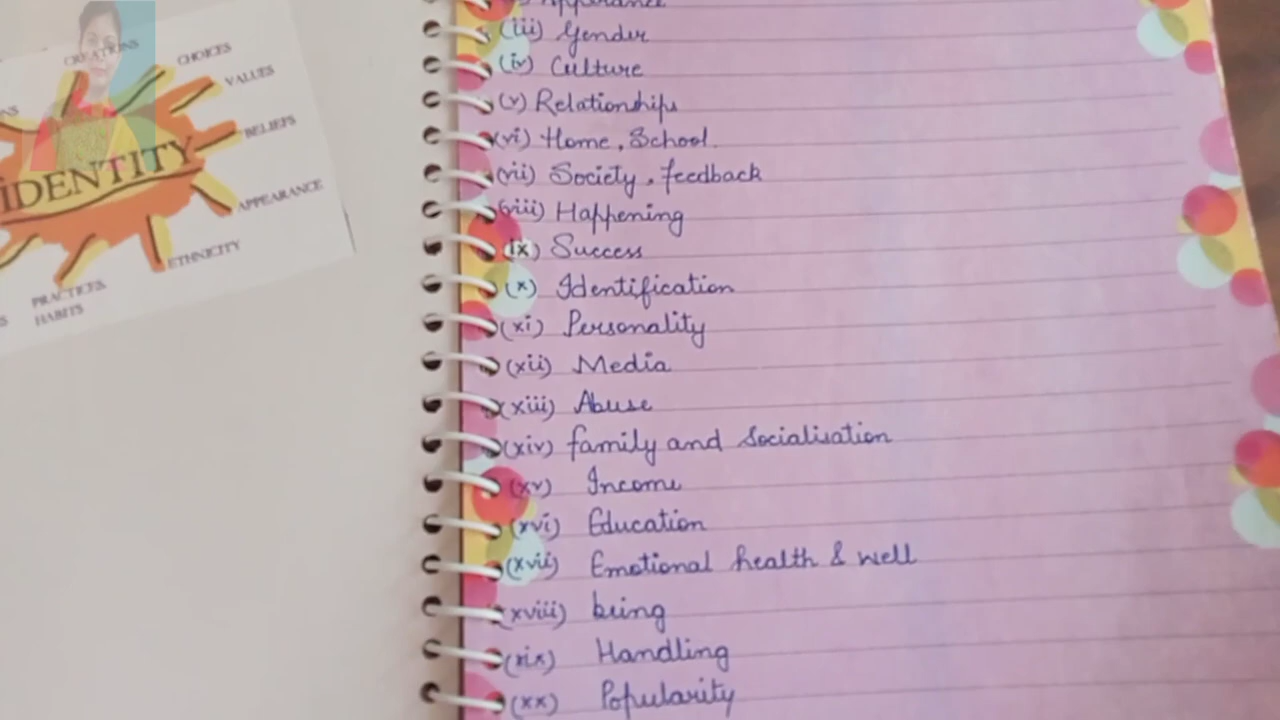 CREATIONS
CHOICES
VALUES
BELIEFS
IDENTITY
APPEARANCE
ETHNICITY
PRACTICES,
HABITS
Appearance
(iii) Gender
(iv) Culture
(v) Relationships
(vi) Home, School.
(vii) Society, feedback
(viii) Happening
(ix) Success
(x) Identification
(xi) Personality
(xii) Media
(xiii) Abuse
(xiv) family and Socialisation
(xv) Income
(xvi) Education
(xvii) Emotional health & well
(xviii) being
(xix) Handling
(xx) Popularity